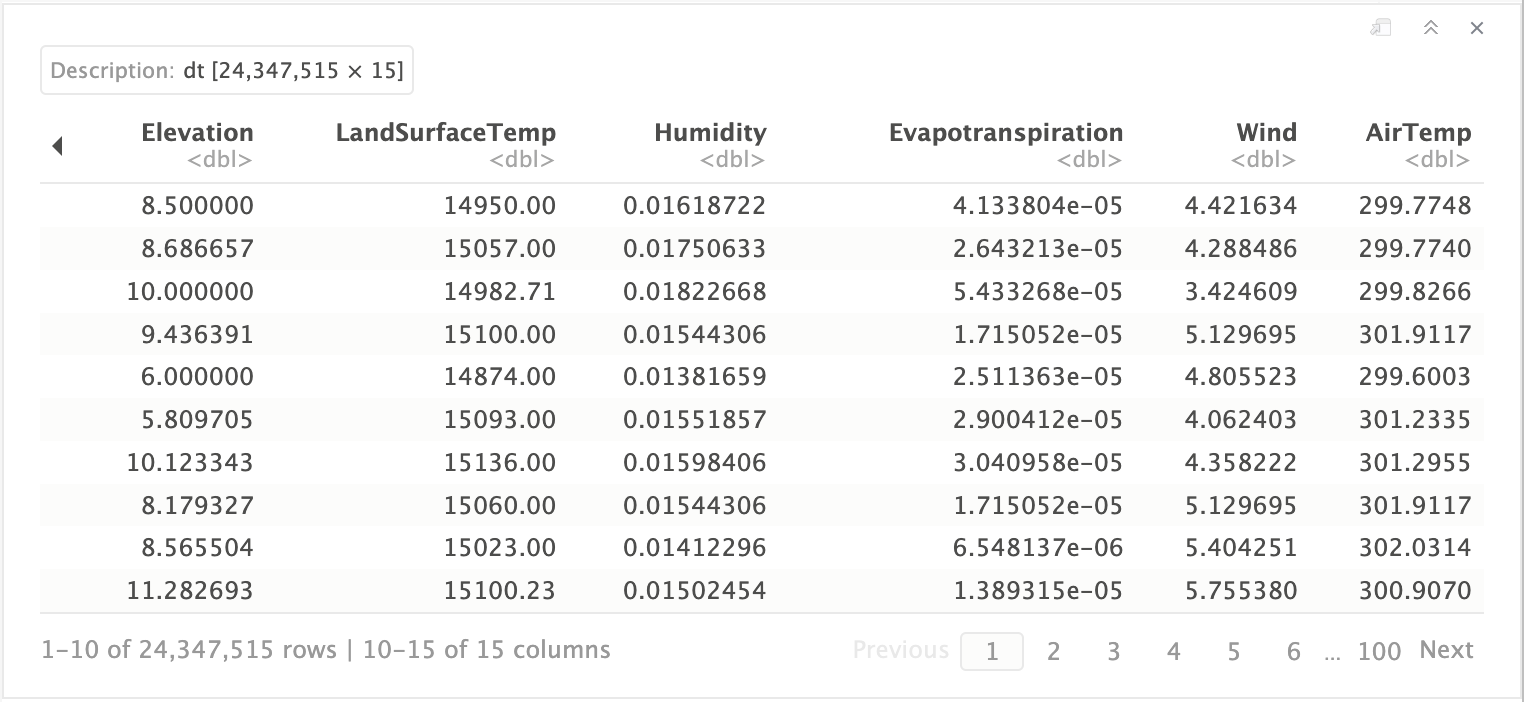 Description: dt [24,347,515 × 15]
Elevation LandSurfaceTemp Humidity Evapotranspiration Wind AirTemp
<dbl> <dbl> <dbl> <dbl> <dbl> <dbl>
8.500000 14950.00 0.01618722 4.133804e-05 4.421634 299.7748
8.686657 15057.00 0.01750633 2.643213e-05 4.288486 299.7740
10.000000 14982.71 0.01822668 5.433268e-05 3.424609 299.8266
9.436391 15100.00 0.01544306 1.715052e-05 5.129695 301.9117
6.000000 14874.00 0.01381659 2.511363e-05 4.805523 299.6003
5.809705 15093.00 0.01551857 2.900412e-05 4.062403 301.2335
10.123343 15136.00 0.01598406 3.040958e-05 4.358222 301.2955
8.179327 15060.00 0.01544306 1.715052e-05 5.129695 301.9117
8.565504 15023.00 0.01412296 6.548137e-06 5.404251 302.0314
11.282693 15100.23 0.01502454 1.389315e-05 5.755380 300.9070
1-10 of 24,347,515 rows | 10-15 of 15 columns Previous 1 2 3 4 5 6 ... 100 Next